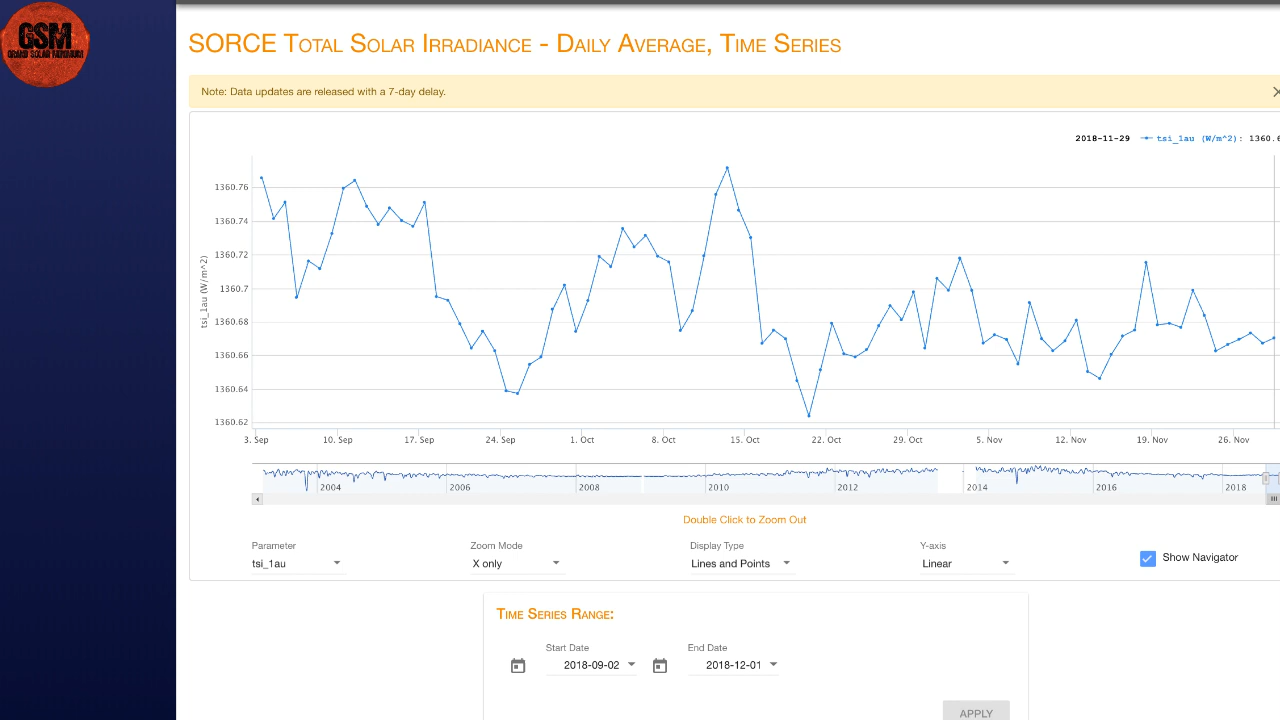 GSM
GRAND SOLAR MINIMUM
SORCE TOTAL SOLAR IRRADIANCE - DAILY AVERAGE, TIME SERIES
Note: Data updates are released with a 7-day delay.
2018-11-29 tsi_1au (W/m^2): 1360.6
1360.76
1360.74
1360.72
1360.7
1360.68
1360.66
1360.64
1360.62
tsi_1au (W/m^2)
3. Sep 10. Sep 17. Sep 24. Sep 1. Oct 8. Oct 15. Oct 22. Oct 29. Oct 5. Nov 12. Nov 19. Nov 26. Nov
2004 2006 2008 2010 2012 2014 2016 2018
Double Click to Zoom Out
Parameter Zoom Mode Display Type Y-axis
tsi_1au X only Lines and Points Linear Show Navigator
TIME SERIES RANGE:
Start Date End Date
2018-09-02 2018-12-01
APPLY